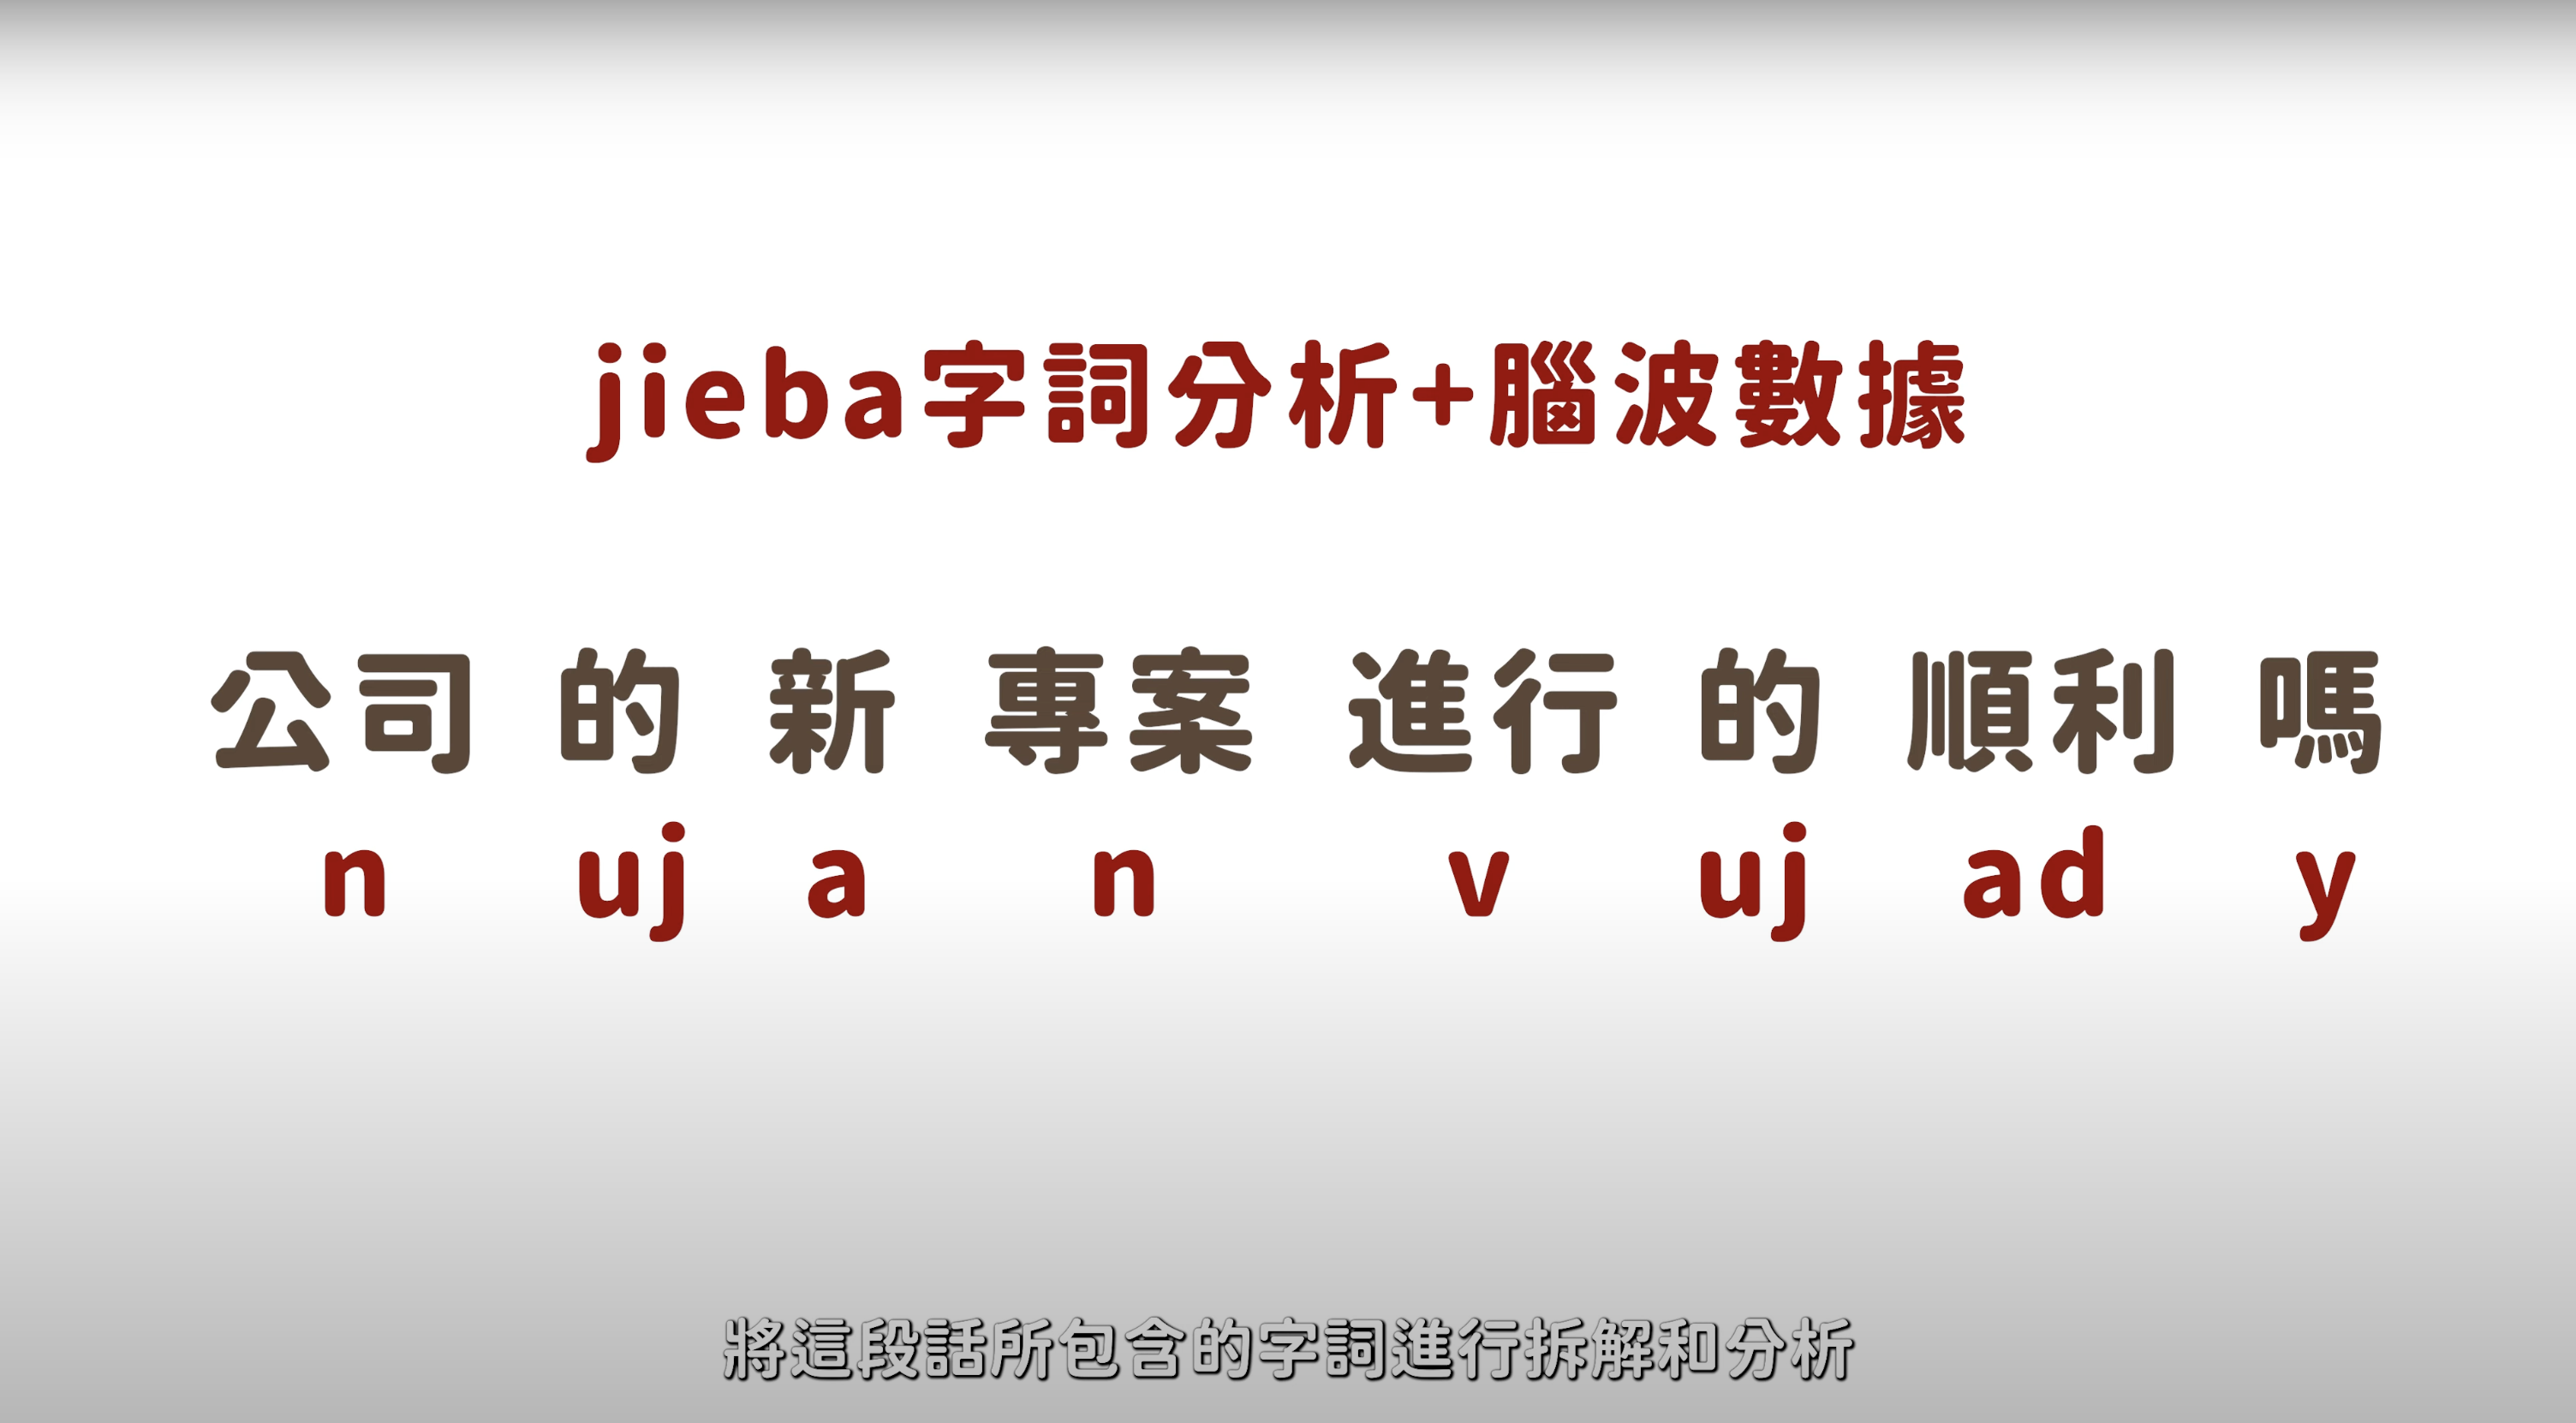 jieba字詞分析+腦波數據
公司 的 新 專案 進行 的 順利 嗎
n uj a n v uj ad y
將這段話所包含的字詞進行拆解和分析